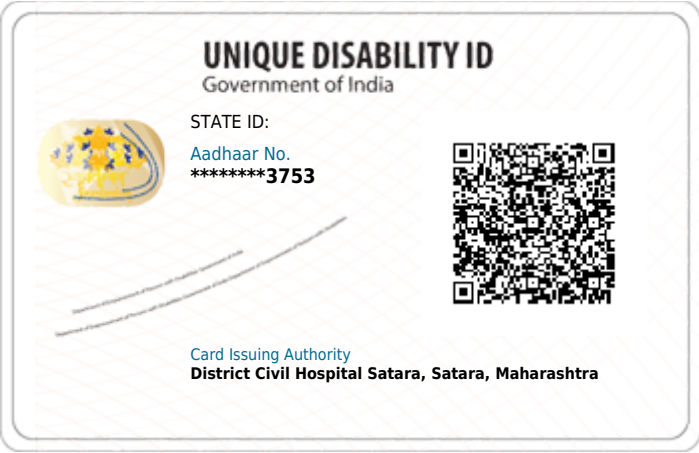 UNIQUE DISABILITY ID
Government of India
STATE ID:
Aadhaar No.
********3753
Card Issuing Authority
District Civil Hospital Satara, Satara, Maharashtra